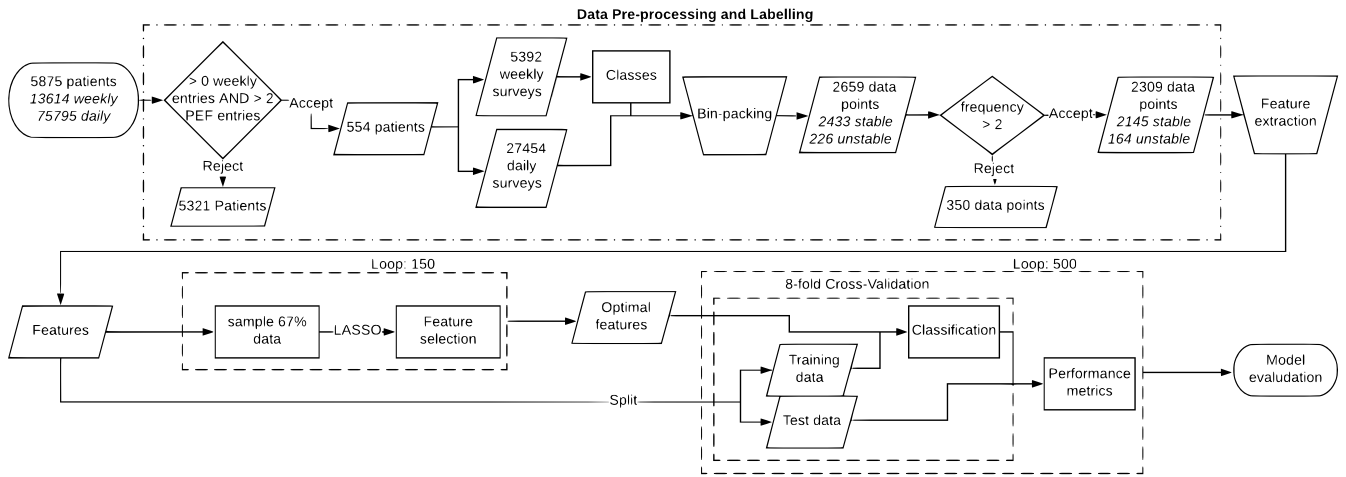 Data Pre-processing and Labelling
5875 patients
13614 weekly
75795 daily
> 0 weekly
entries AND > 2
PEF entries
Accept
Reject
5321 Patients
554 patients
5392
weekly
surveys
27454
daily
surveys
Classes
Bin-packing
2659 data
points
2433 stable
226 unstable
frequency
> 2
Accept
Reject
350 data points
2309 data
points
2145 stable
164 unstable
Feature
extraction
Features
Loop: 150
sample 67%
data
LASSO
Feature
selection
Optimal
features
Split
Loop: 500
8-fold Cross-Validation
Classification
Training
data
Test data
Performance
metrics
Model
evaludation